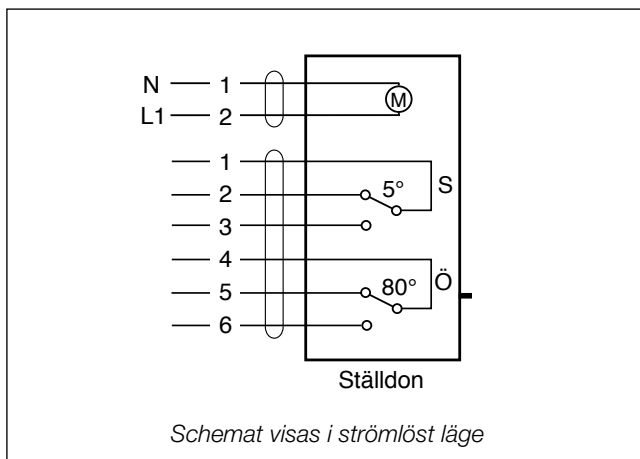 N 1
L1 2
M
1
2 5° S
3
4
5 80° Ö
6
Ställdon
Schemat visas i strömlöst läge